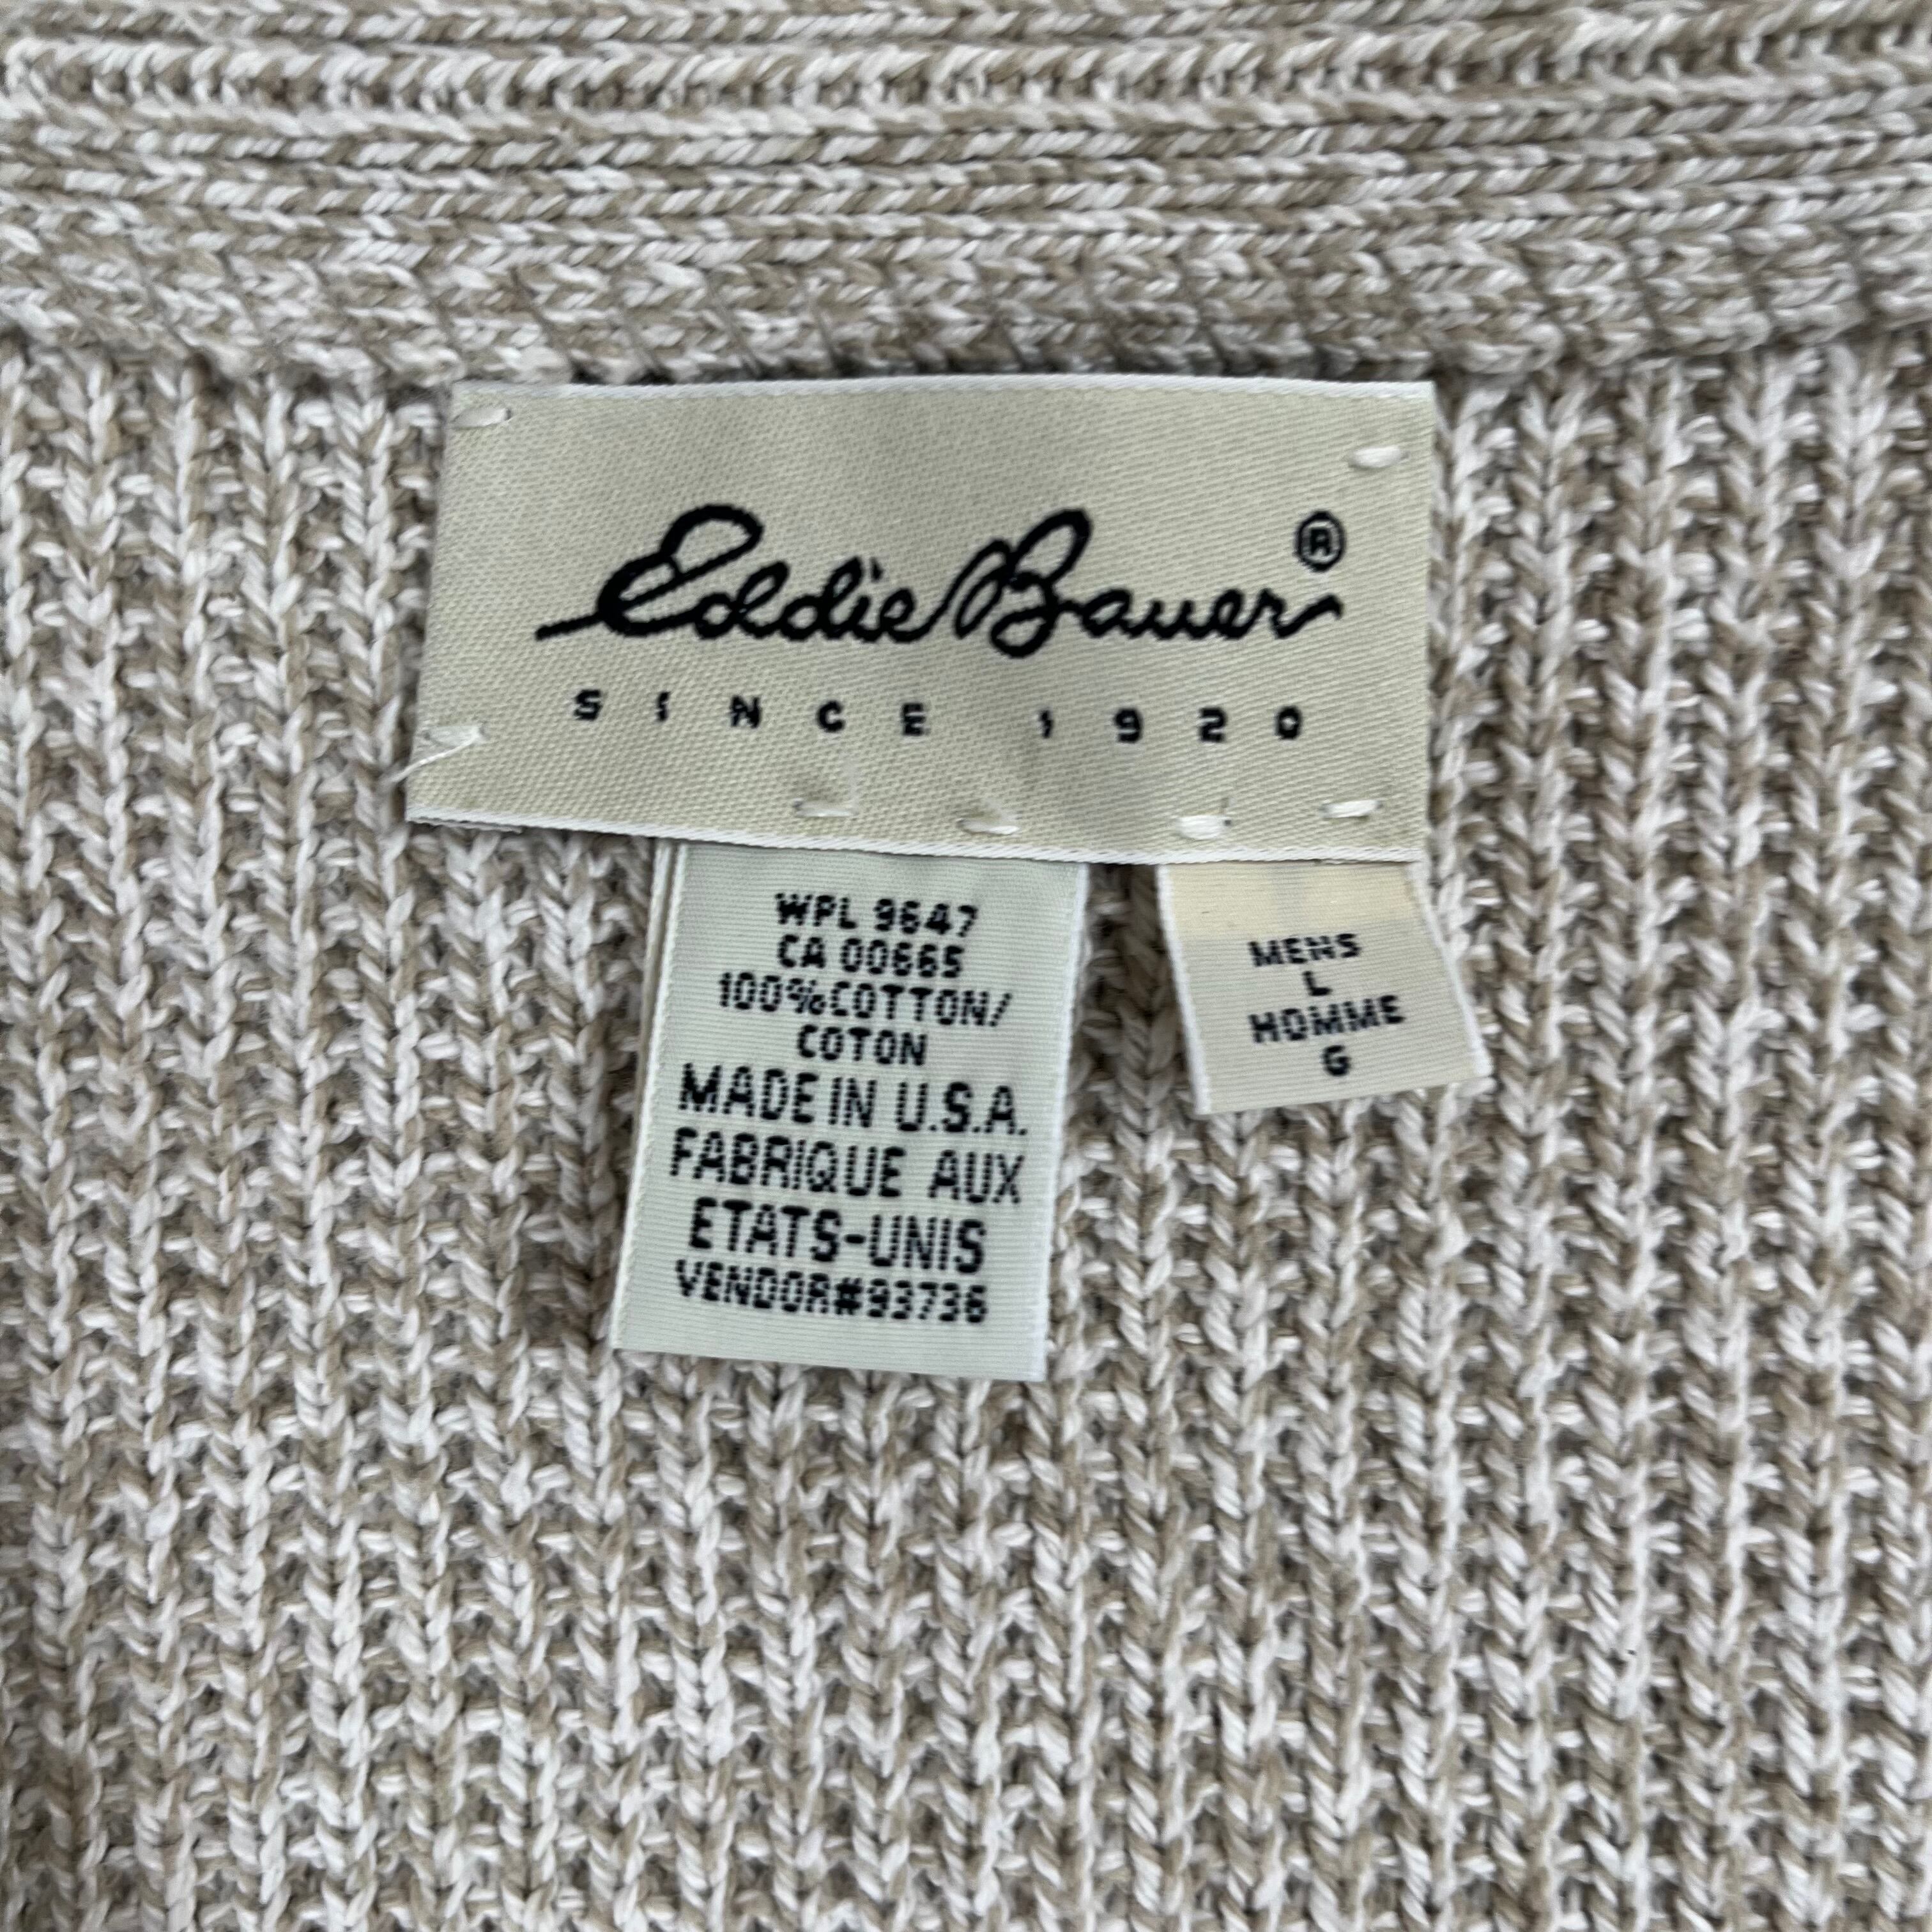 Eddie Bauer®
SINCE 1920
WPL 9647
CA 00665
100%COTTON/
COTON
MADE IN U.S.A.
FABRIQUE AUX
ETATS-UNIS
VENDOR#93736
MENS
L
HOMME
G